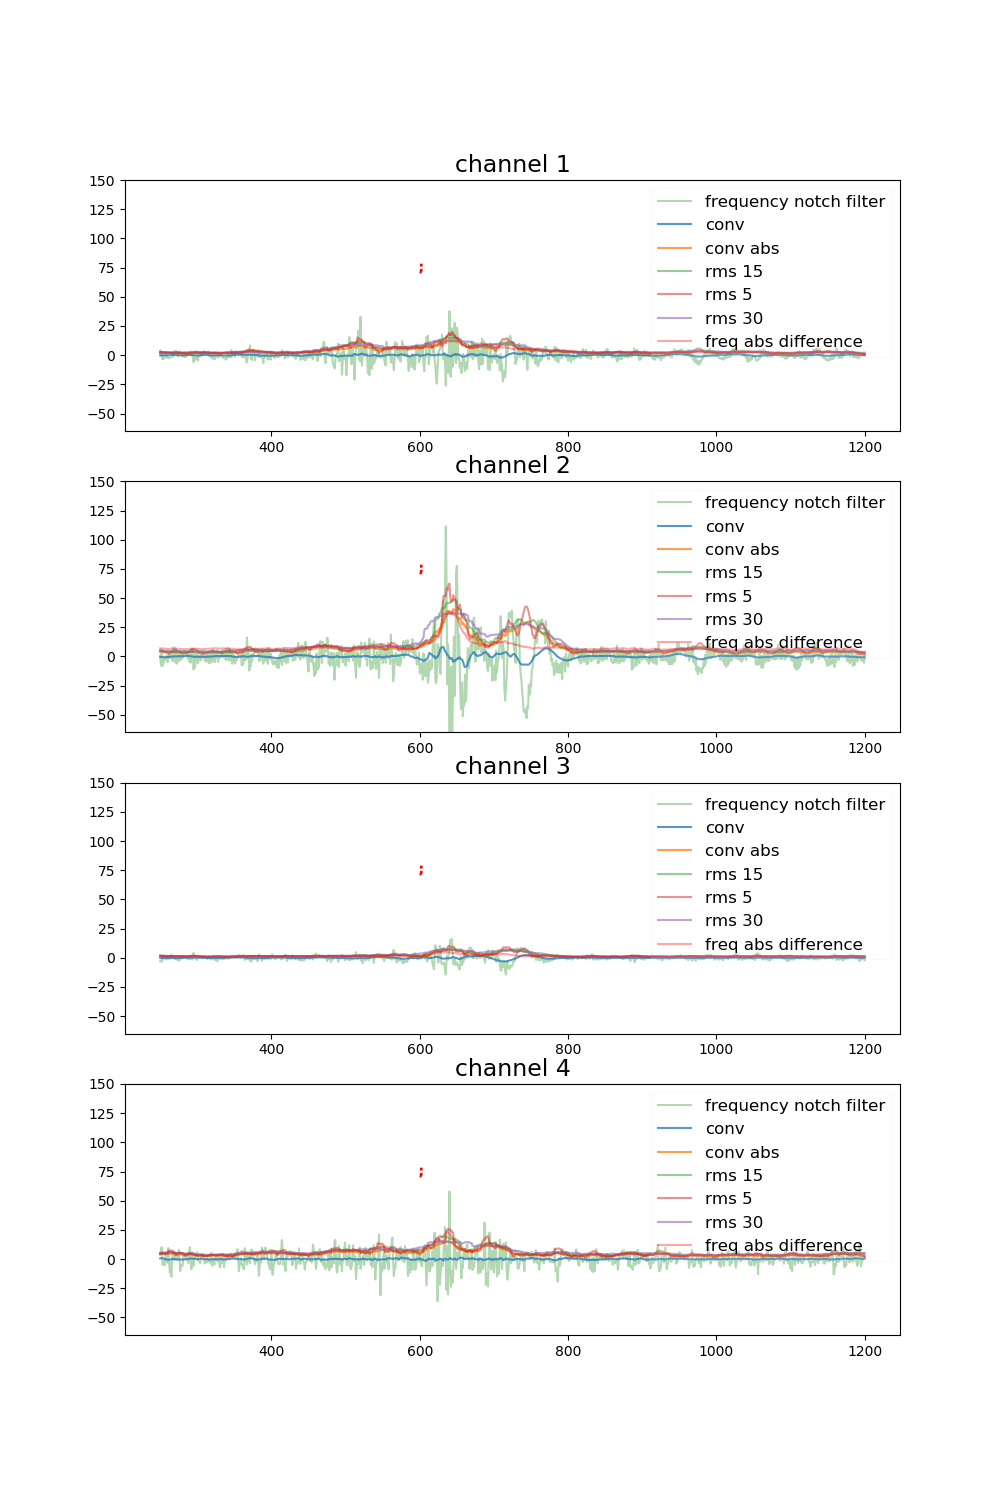 channel 1
150
125
100
75
50
25
0
−25
−50
;
frequency notch filter
conv
conv abs
rms 15
rms 5
rms 30
freq abs difference
400 600 800 1000 1200
channel 2
150
125
100
75
50
25
0
−25
−50
;
frequency notch filter
conv
conv abs
rms 15
rms 5
rms 30
freq abs difference
400 600 800 1000 1200
channel 3
150
125
100
75
50
25
0
−25
−50
;
frequency notch filter
conv
conv abs
rms 15
rms 5
rms 30
freq abs difference
400 600 800 1000 1200
channel 4
150
125
100
75
50
25
0
−25
−50
;
frequency notch filter
conv
conv abs
rms 15
rms 5
rms 30
freq abs difference
400 600 800 1000 1200